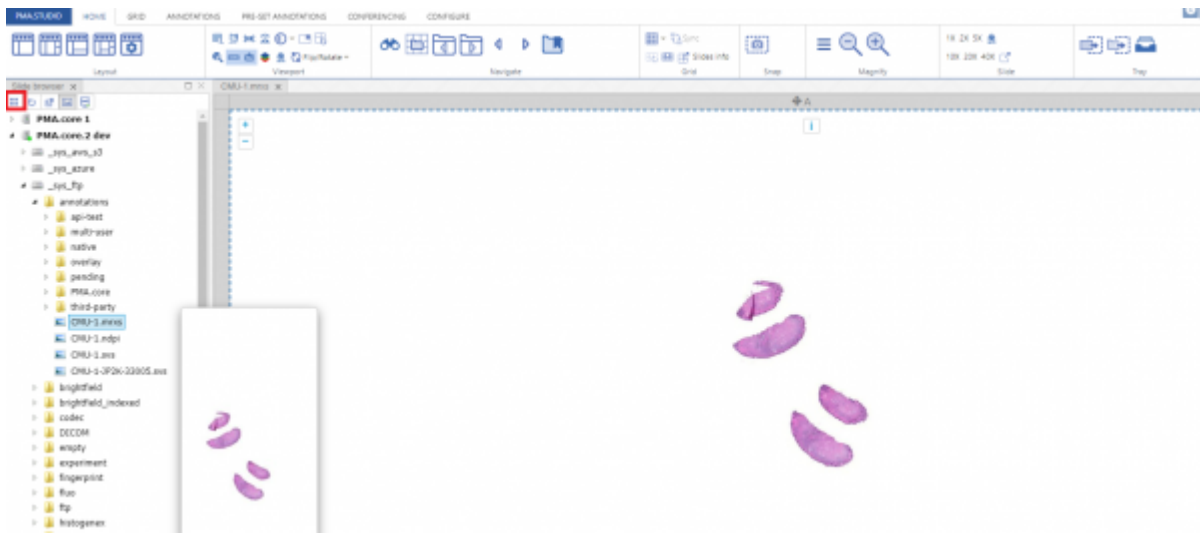 PMA.STUDIO HOME GRID ANNOTATIONS PRE-SET ANNOTATIONS CONFERENCING CONFIGURE
Sync
Flip/Rotate
Slides info
1X 2X 5X
10X 20X 40X
Layout Viewport Navigate Grid Snap Magnify Slide Tray
Slide browser x CMU-1.mrxs x
A
PMA.core 1
PMA.core.2 dev
_sys_aws_s3
_sys_azure
_sys_ftp
annotations
api-test
multi-user
native
overlay
pending
PMA.core
third-party
CMU-1.mrxs
CMU-1.ndpi
CMU-1.svs
CMU-1-JP2K-33005.svs
brightfield
brightfield_indexed
codec
DICOM
empty
experiment
fingerprint
fluo
ftp
histogenex